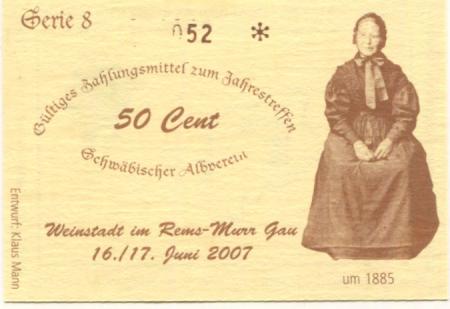 Serie 8
052 *
Gültiges Zahlungsmittel zum Jahrestreffen
50 Cent
Schwäbischer Albverein
Weinstadt im Rems-Murr Gau
16./17. Juni 2007
Entwurf: Klaus Mann
um 1885